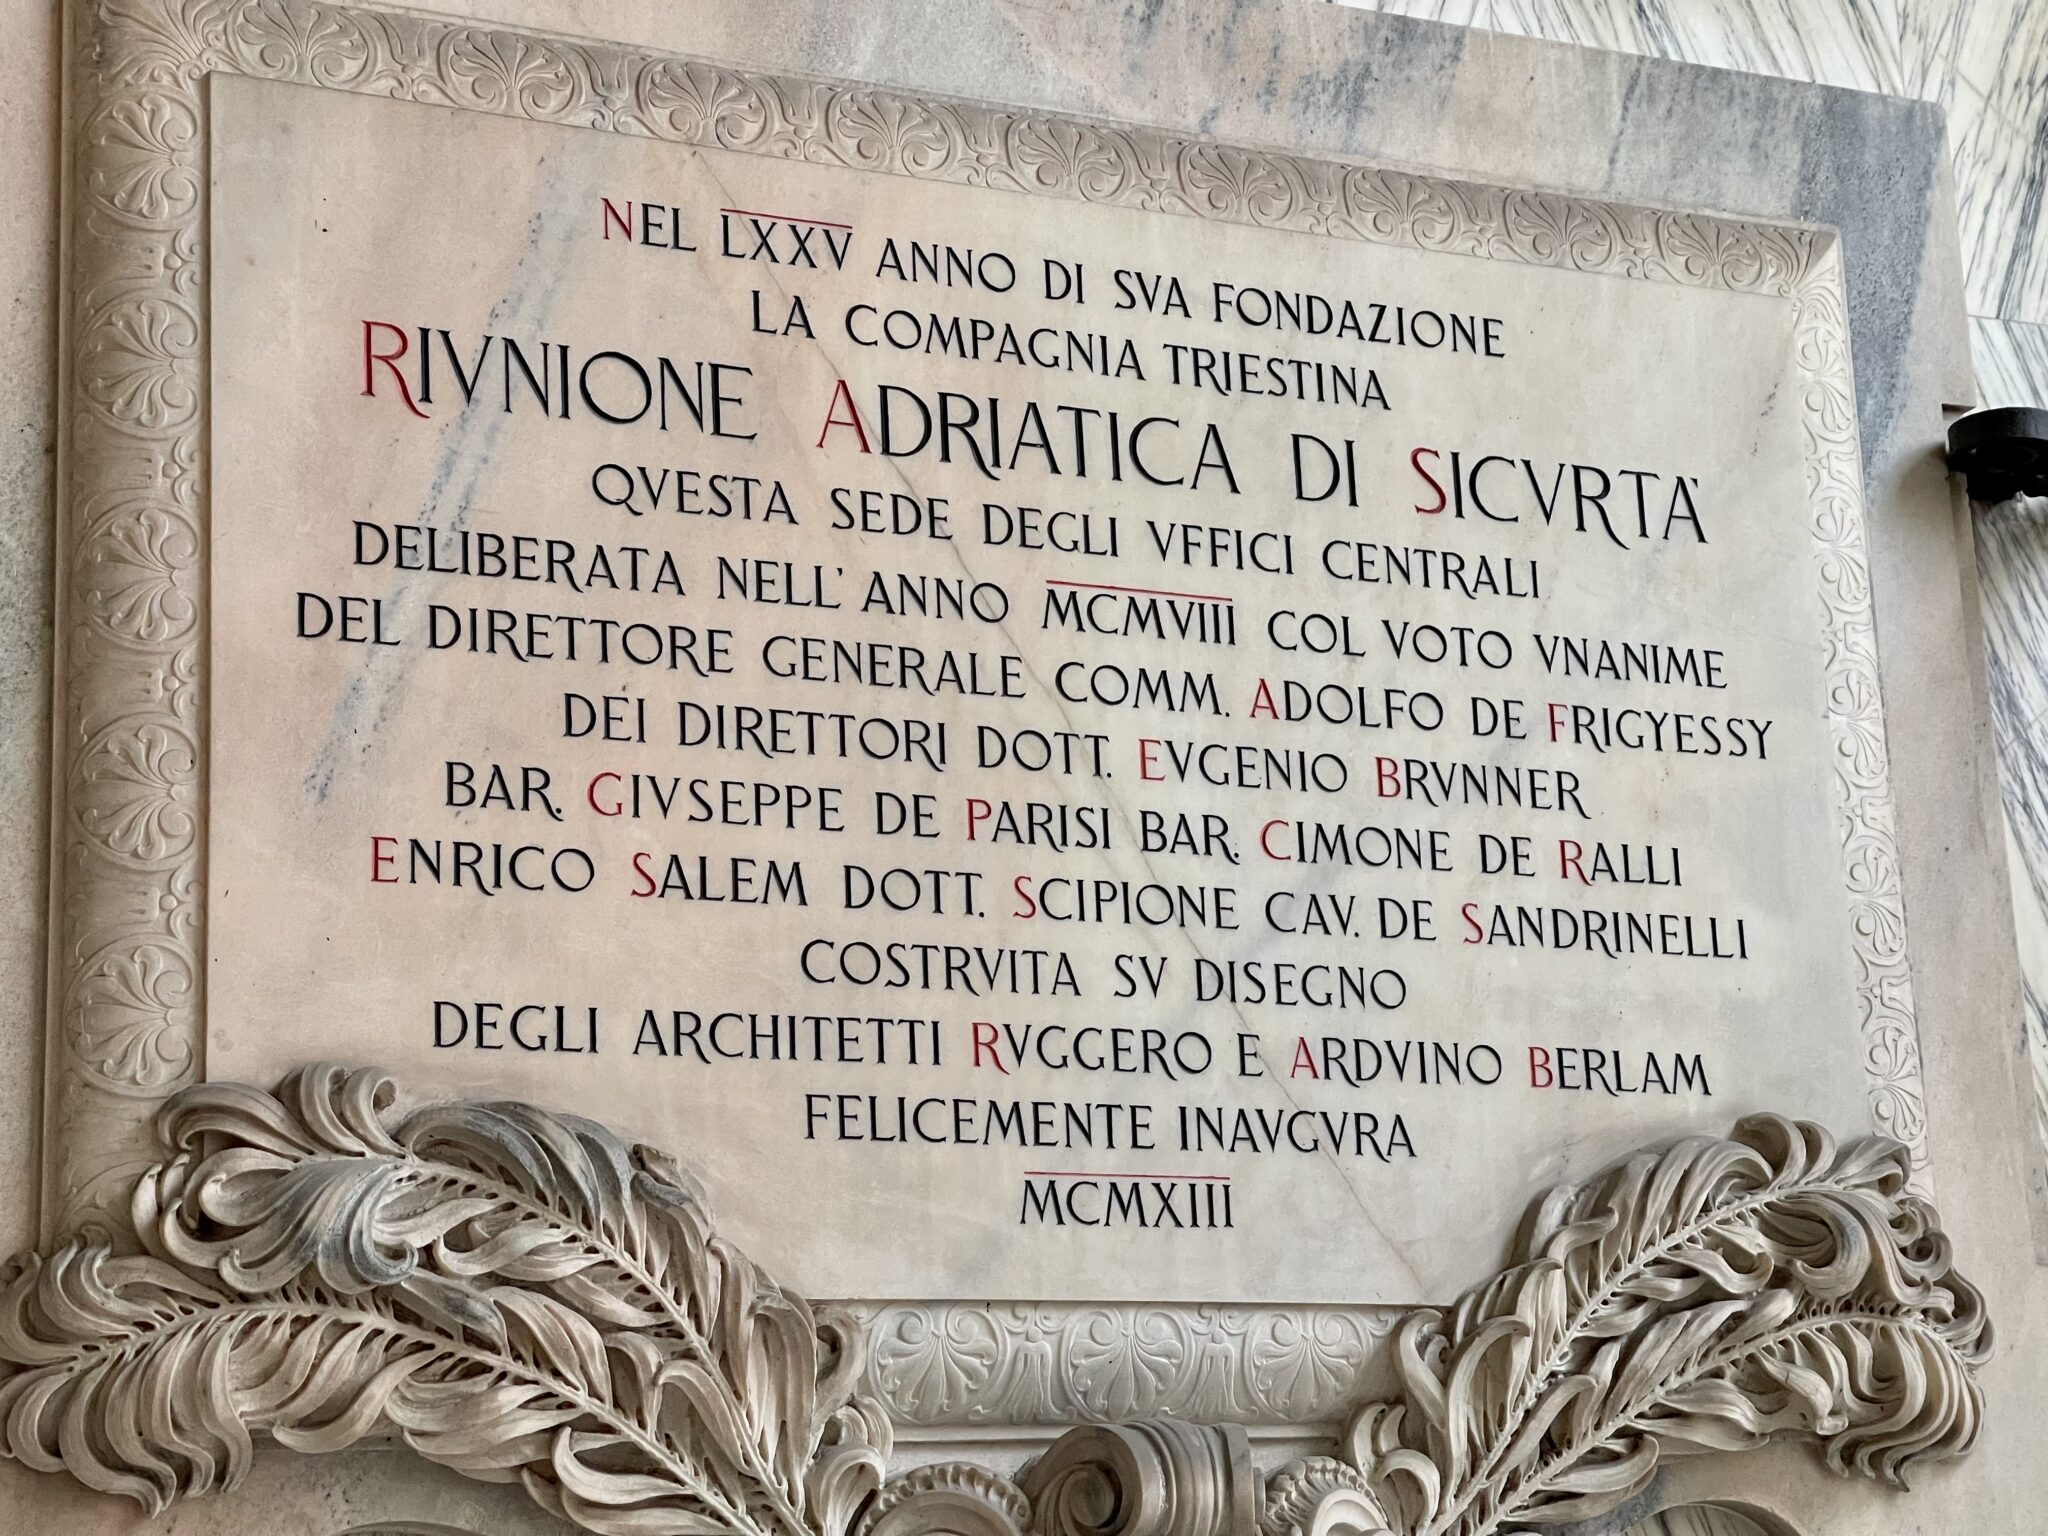 NEL LXXV ANNO DI SVA FONDAZIONE
LA COMPAGNIA TRIESTINA
RIVNIONE ADRIATICA DI SICVRTÀ
QVESTA SEDE DEGLI VFFICI CENTRALI
DELIBERATA NELL' ANNO MCMVIII COL VOTO VNANIME
DEL DIRETTORE GENERALE COMM. ADOLFO DE FRIGYESSY
DEI DIRETTORI DOTT. EVGENIO BRVNNER
BAR. GIVSEPPE DE PARISI BAR. CIMONE DE RALLI
ENRICO SALEM DOTT. SCIPIONE CAV. DE SANDRINELLI
COSTRVITA SV DISEGNO
DEGLI ARCHITETTI RVGGERO E ARDVINO BERLAM
FELICEMENTE INAVGVRA
MCMXIII